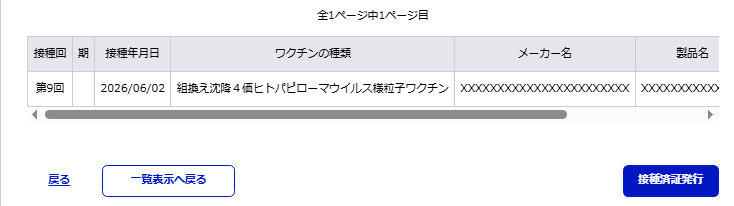 全1ページ中1ページ目
接種回 期 接種年月日 ワクチンの種類 メーカー名 製品名
第9回 2026/06/02 組換え沈降４価ヒトパピローマウイルス様粒子ワクチン XXXXXXXXXXXXXXXXXXXXXXXX XXXXXXXXXXX
戻る 一覧表示へ戻る 接種済証発行